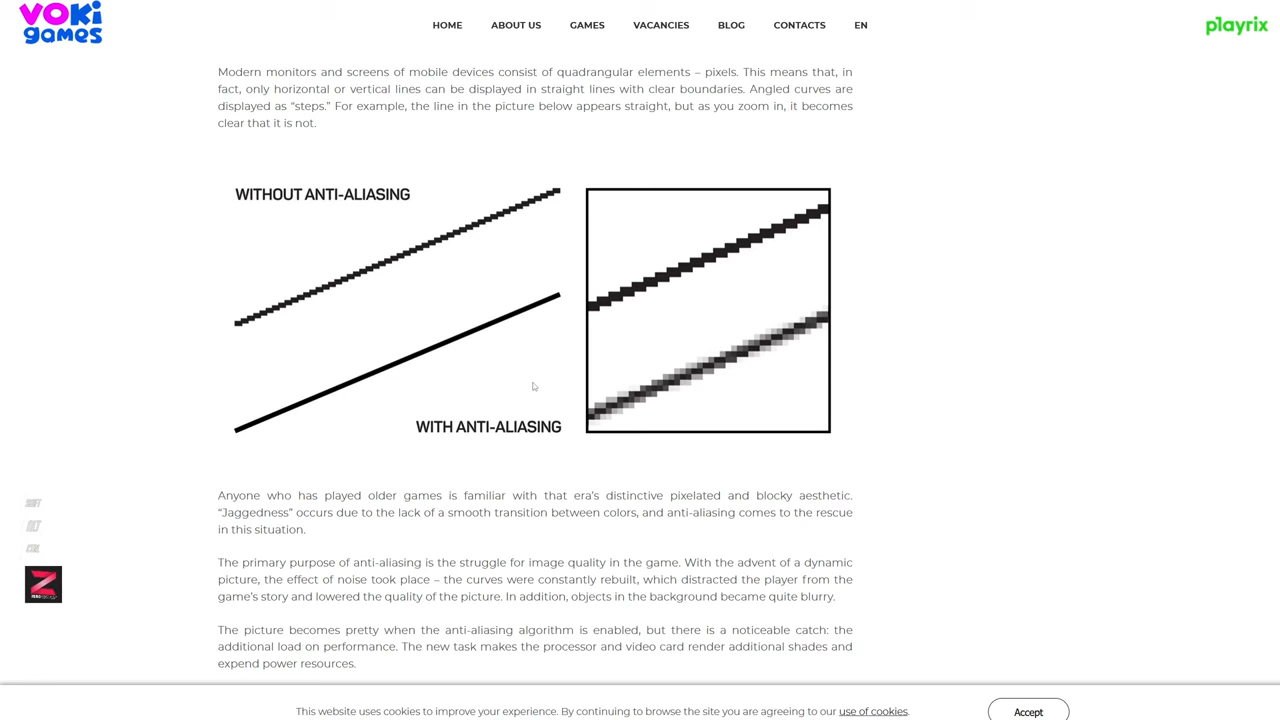 VOKI
games
HOME
ABOUT US
GAMES
VACANCIES
BLOG
CONTACTS
EN
playrix
Modern monitors and screens of mobile devices consist of quadrangular elements – pixels. This means that, in
fact, only horizontal or vertical lines can be displayed in straight lines with clear boundaries. Angled curves are
displayed as “steps.” For example, the line in the picture below appears straight, but as you zoom in, it becomes
clear that it is not.
WITHOUT ANTI-ALIASING
WITH ANTI-ALIASING
Anyone who has played older games is familiar with that era’s distinctive pixelated and blocky aesthetic.
“Jaggedness” occurs due to the lack of a smooth transition between colors, and anti-aliasing comes to the rescue
in this situation.
The primary purpose of anti-aliasing is the struggle for image quality in the game. With the advent of a dynamic
picture, the effect of noise took place – the curves were constantly rebuilt, which distracted the player from the
game’s story and lowered the quality of the picture. In addition, objects in the background became quite blurry.
The picture becomes pretty when the anti-aliasing algorithm is enabled, but there is a noticeable catch: the
additional load on performance. The new task makes the processor and video card render additional shades and
expend power resources.
SHIFT
ALT
CTRL
This website uses cookies to improve your experience. By continuing to browse the site you are agreeing to our use of cookies.
Accept